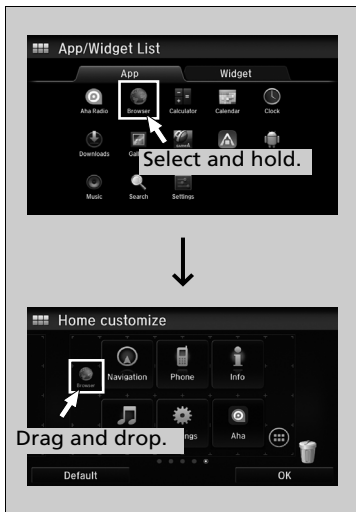 App/Widget List
App Widget
Aha Radio Browser Calculator Calendar Clock
Downloads
Select and hold.
Music Search Settings
Home customize
Browser Navigation Phone Info
Drag and drop.
Aha
Default OK